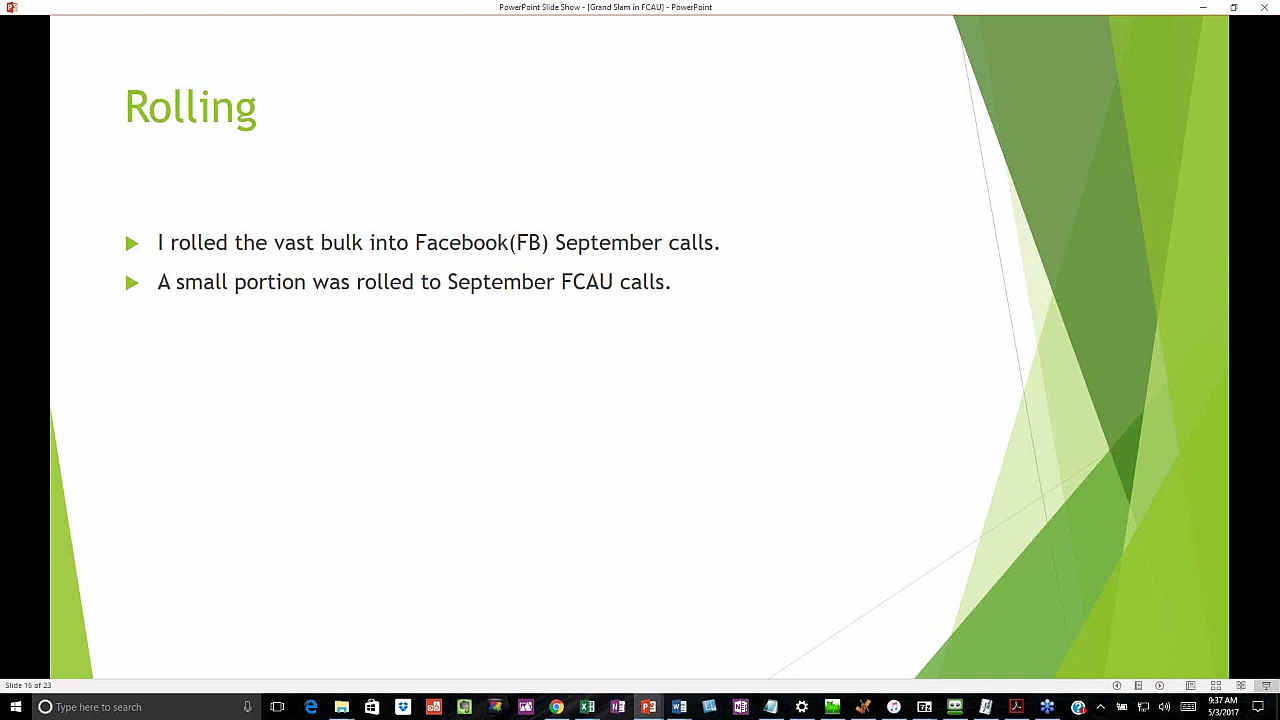 PowerPoint Slide Show - [Grand Slam in FCAU] - PowerPoint
Rolling
I rolled the vast bulk into Facebook(FB) September calls.
A small portion was rolled to September FCAU calls.
Slide 16 of 23
Type here to search
9:37 AM
5/3/2017